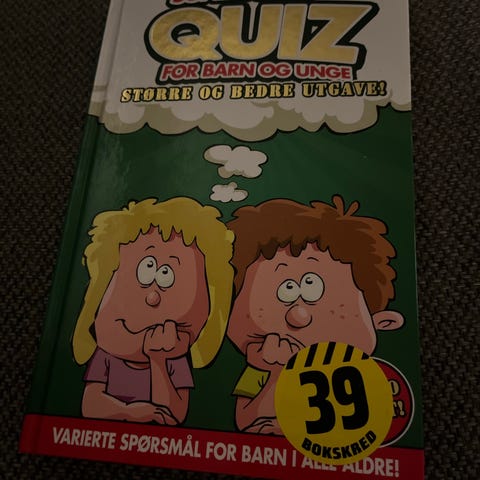 QUIZ
FOR BARN OG UNGE
STØRRE OG BEDRE UTGAVE!
39
BOKSKRED
VARIERTE SPØRSMÅL FOR BARN I ALLE ALDRE!